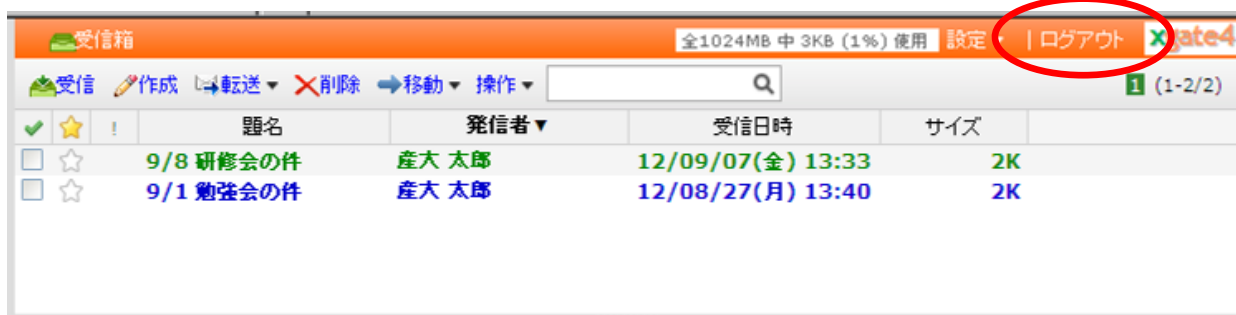 受信箱 全1024MB 中 3KB (1%) 使用 設定 | ログアウト Xgate4
受信 作成 転送▼ 削除 移動▼ 操作▼ 1 (1-2/2)
! 題名 発信者▼ 受信日時 サイズ
9/8 研修会の件 産大 太郎 12/09/07(金) 13:33 2K
9/1 勉強会の件 産大 太郎 12/08/27(月) 13:40 2K